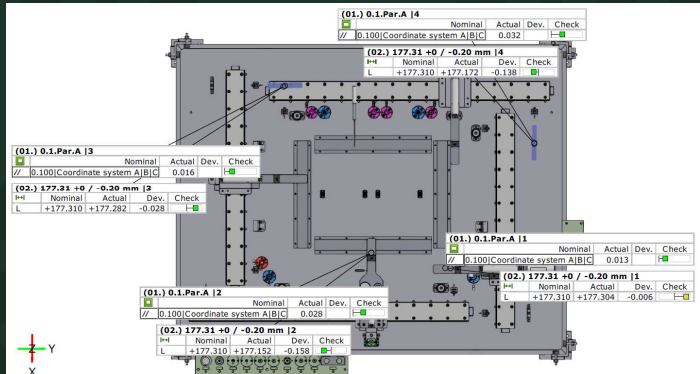 (01.) 0.1.Par.A |4
Nominal Actual Dev. Check
// 0.100|Coordinate system A|B|C 0.032
(02.) 177.31 +0 / -0.20 mm |4
Nominal Actual Dev. Check
L +177.310 +177.172 -0.138
(01.) 0.1.Par.A |3
Nominal Actual Dev. Check
// 0.100|Coordinate system A|B|C 0.016
(02.) 177.31 +0 / -0.20 mm |3
Nominal Actual Dev. Check
L +177.310 +177.282 -0.028
(01.) 0.1.Par.A |1
Nominal Actual Dev. Check
// 0.100|Coordinate system A|B|C 0.013
(02.) 177.31 +0 / -0.20 mm |1
Nominal Actual Dev. Check
L +177.310 +177.304 -0.006
(01.) 0.1.Par.A |2
Nominal Actual Dev. Check
// 0.100|Coordinate system A|B|C 0.028
(02.) 177.31 +0 / -0.20 mm |2
Nominal Actual Dev. Check
L +177.310 +177.152 -0.158
Z Y
X